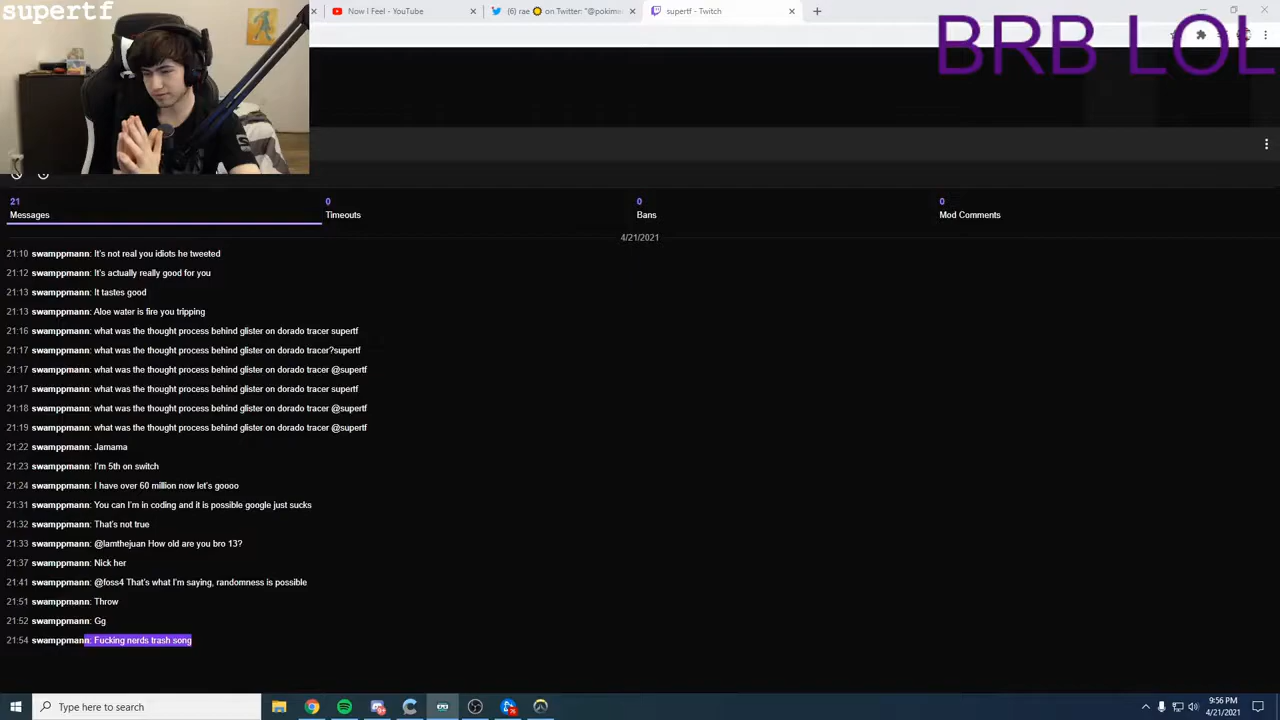 supertf
Now I Feel - YouTube
(6) rae 🌻 on Twitter: "@pokime
supertf - Twitch
BRB LOL
21
Messages
0
Timeouts
0
Bans
0
Mod Comments
4/21/2021
21:10 swamppmann: It's not real you idiots he tweeted
21:12 swamppmann: It's actually really good for you
21:13 swamppmann: It tastes good
21:13 swamppmann: Aloe water is fire you tripping
21:16 swamppmann: what was the thought process behind glister on dorado tracer supertf
21:17 swamppmann: what was the thought process behind glister on dorado tracer?supertf
21:17 swamppmann: what was the thought process behind glister on dorado tracer @supertf
21:17 swamppmann: what was the thought process behind glister on dorado tracer supertf
21:18 swamppmann: what was the thought process behind glister on dorado tracer @supertf
21:19 swamppmann: what was the thought process behind glister on dorado tracer @supertf
21:22 swamppmann: Jamama
21:23 swamppmann: I'm 5th on switch
21:24 swamppmann: I have over 60 million now let's goooo
21:31 swamppmann: You can I'm in coding and it is possible google just sucks
21:32 swamppmann: That's not true
21:33 swamppmann: @Iamthejuan How old are you bro 13?
21:37 swamppmann: Nick her
21:41 swamppmann: @foss4 That's what I'm saying, randomness is possible
21:51 swamppmann: Throw
21:52 swamppmann: Gg
21:54 swamppmann: Fucking nerds trash song
Type here to search
9:56 PM
4/21/2021